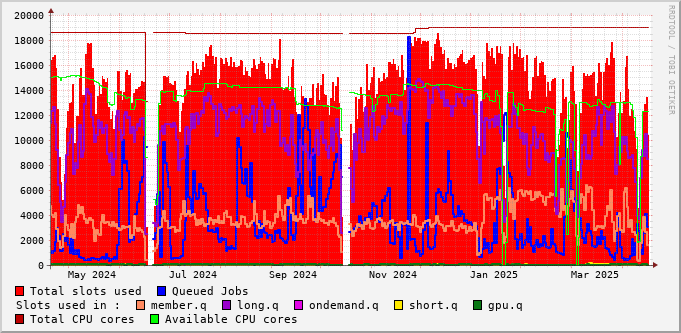 20000
18000
16000
14000
12000
10000
8000
6000
4000
2000
0
May 2024 Jul 2024 Sep 2024 Nov 2024 Jan 2025 Mar 2025
RRDTOOL / TOBI OETIKER
Total slots used Queued Jobs
Slots used in : member.q long.q ondemand.q short.q gpu.q
Total CPU cores Available CPU cores